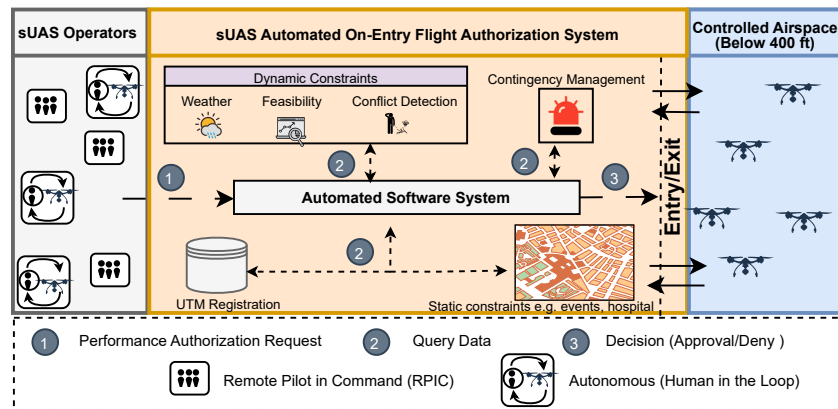 sUAS Operators
sUAS Automated On-Entry Flight Authorization System
Controlled Airspace
(Below 400 ft)
Dynamic Constraints
Weather
Feasibility
Conflict Detection
Contingency Management
2
2
1
3
Automated Software System
Entry/Exit
2
UTM Registration
Static constraints e.g. events, hospital
1 Performance Authorization Request
2 Query Data
3 Decision (Approval/Deny )
Remote Pilot in Command (RPIC)
Autonomous (Human in the Loop)